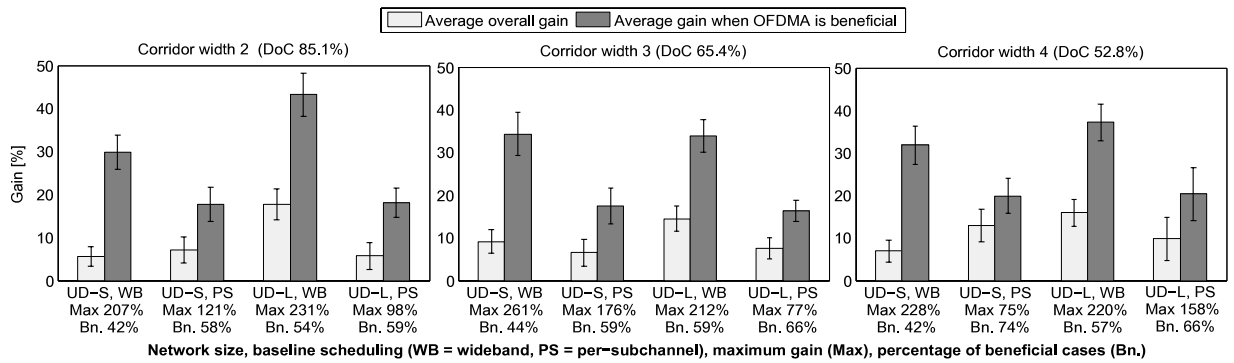 Average overall gain
Average gain when OFDMA is beneficial
Corridor width 2 (DoC 85.1%)
Corridor width 3 (DoC 65.4%)
Corridor width 4 (DoC 52.8%)
Gain [%]
50
40
30
20
10
0
UD−S, WB UD−S, PS UD−L, WB UD−L, PS
Max 207% Max 121% Max 231% Max 98%
Bn. 42% Bn. 58% Bn. 54% Bn. 59%
50
40
30
20
10
0
UD−S, WB UD−S, PS UD−L, WB UD−L, PS
Max 261% Max 176% Max 212% Max 77%
Bn. 44% Bn. 59% Bn. 59% Bn. 66%
50
40
30
20
10
0
UD−S, WB UD−S, PS UD−L, WB UD−L, PS
Max 228% Max 75% Max 220% Max 158%
Bn. 42% Bn. 74% Bn. 57% Bn. 66%
Network size, baseline scheduling (WB = wideband, PS = per−subchannel), maximum gain (Max), percentage of beneficial cases (Bn.)